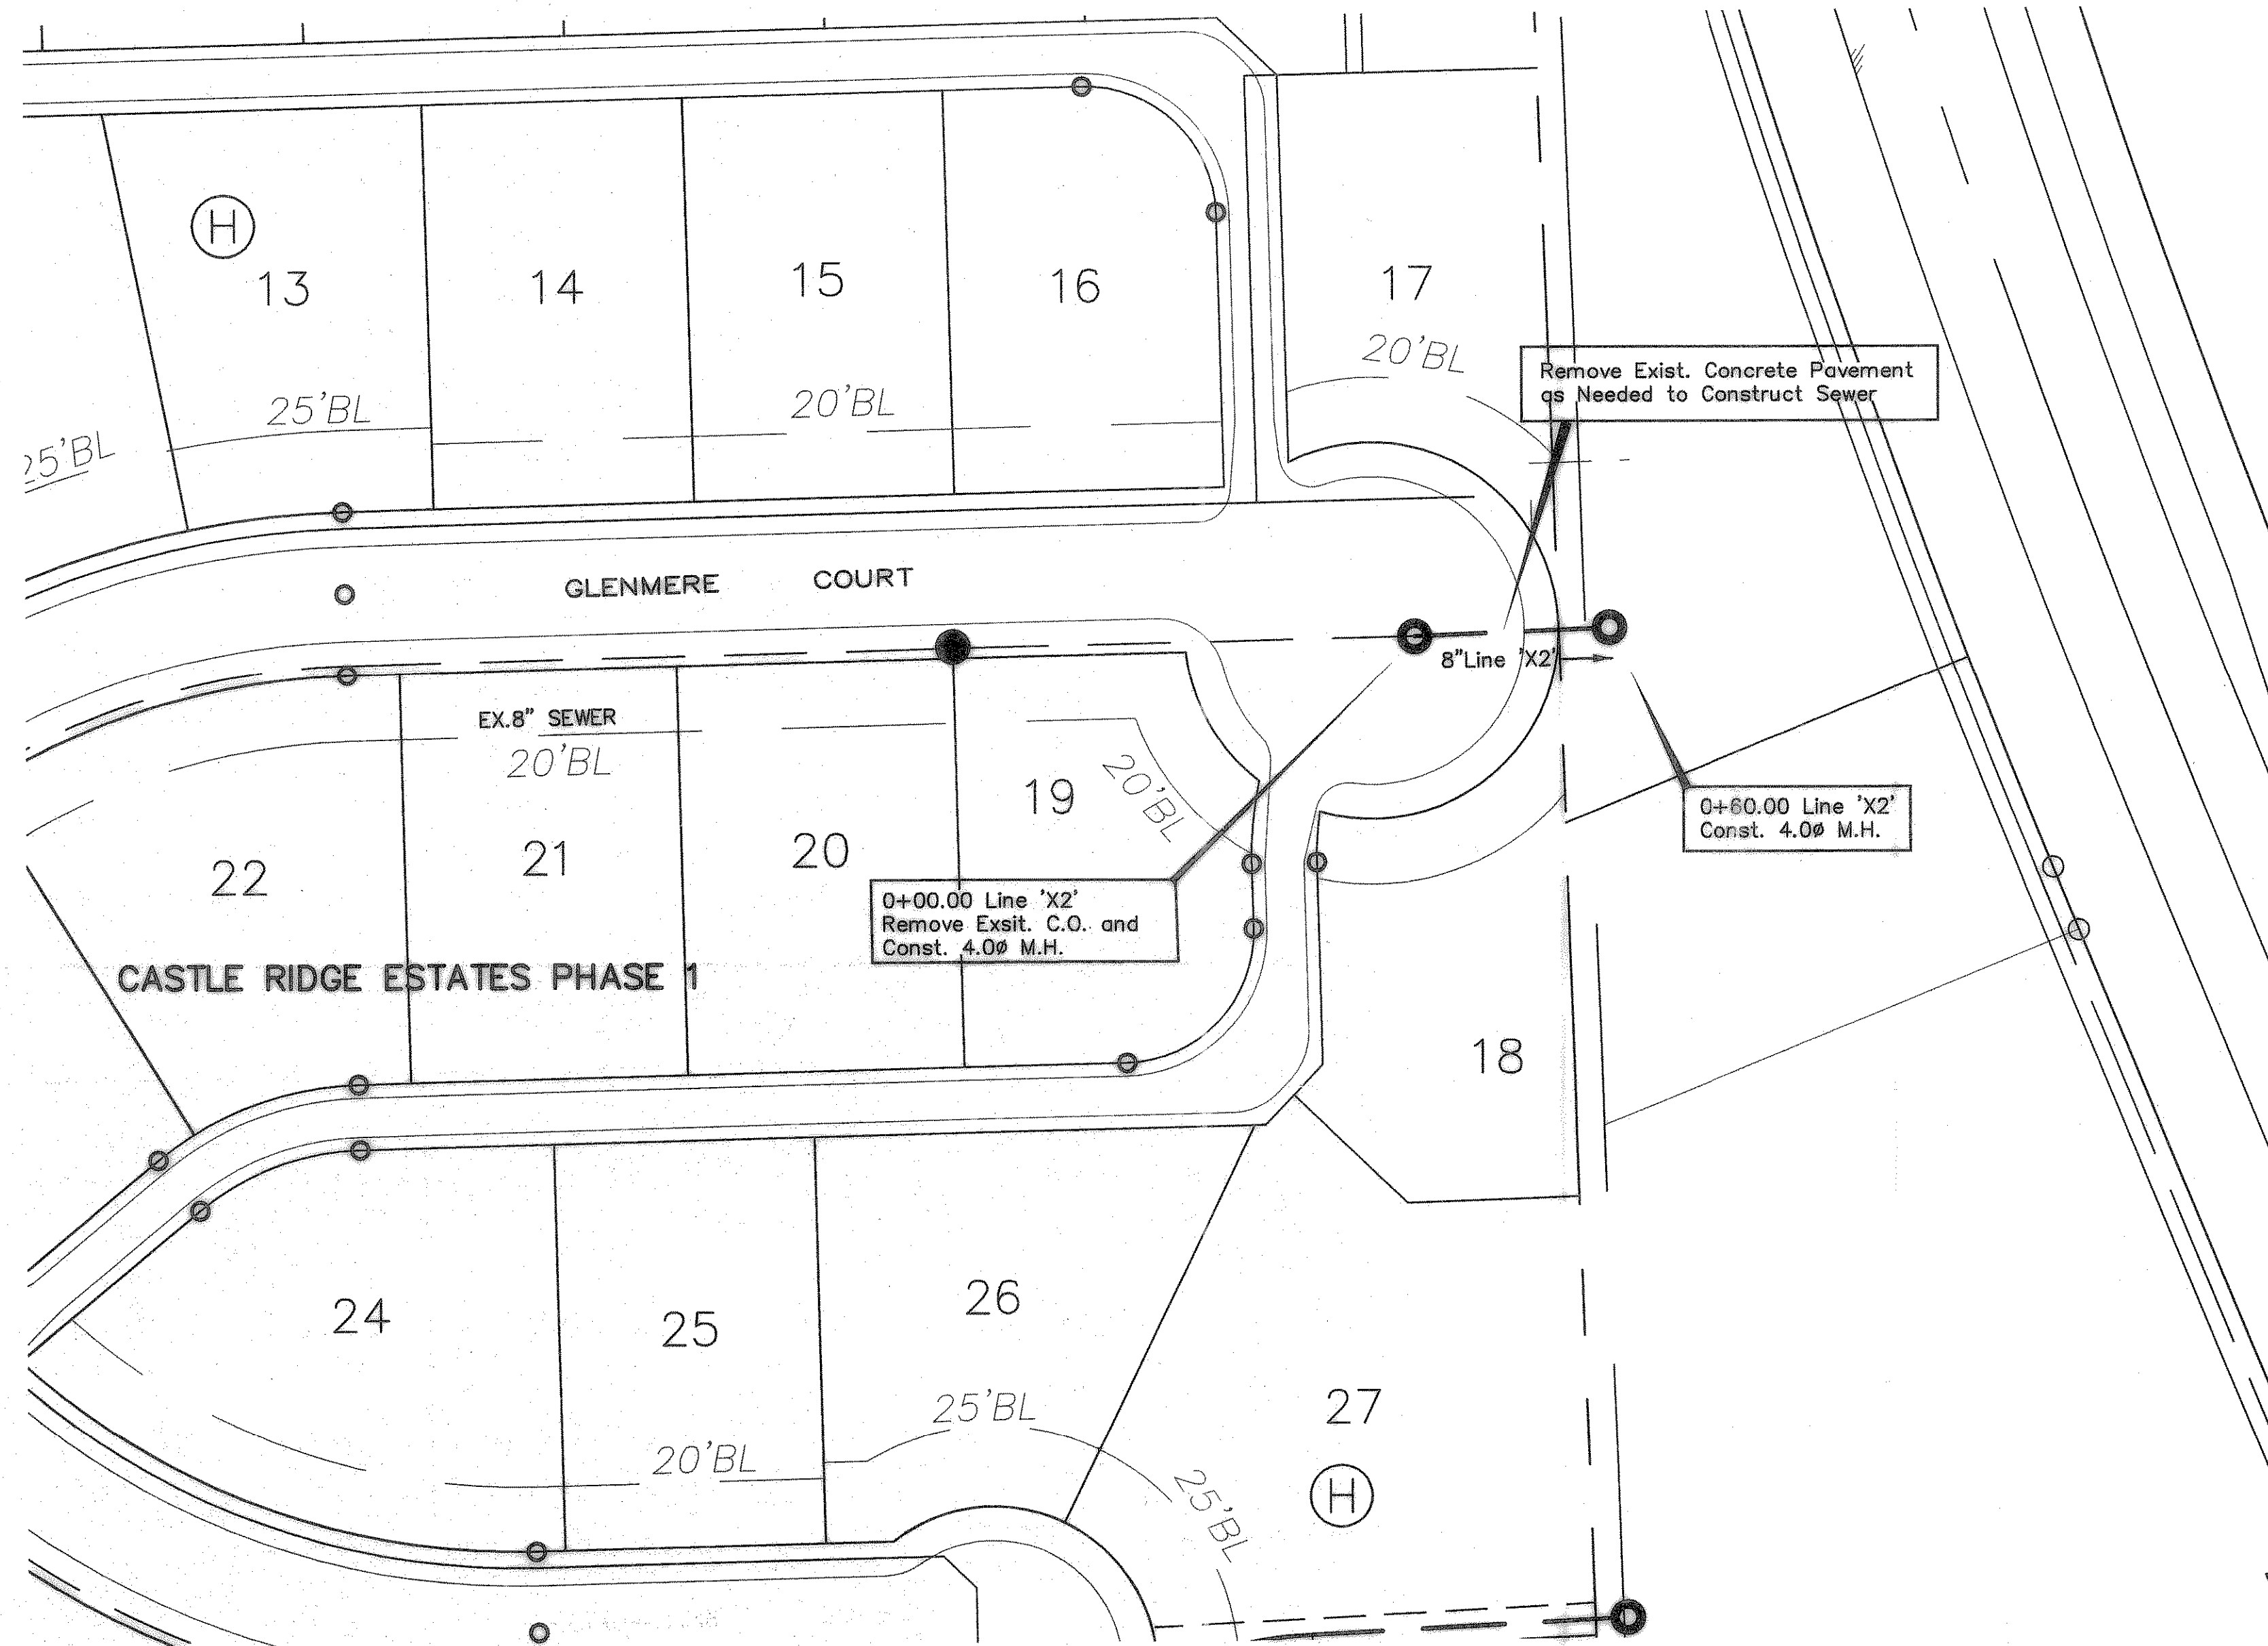 H
13
14
15
16
17
20'BL
Remove Exist. Concrete Pavement
as Needed to Construct Sewer
25'BL
20'BL
25'BL
GLENMERE COURT
8"Line 'X2'
EX.8" SEWER
20'BL
20'BL
19
0+60.00 Line 'X2'
Const. 4.0ø M.H.
22
21
20
0+00.00 Line 'X2'
Remove Exsit. C.O. and
Const. 4.0ø M.H.
CASTLE RIDGE ESTATES PHASE 1
18
24
25
26
27
25'BL
20'BL
25'BL
H